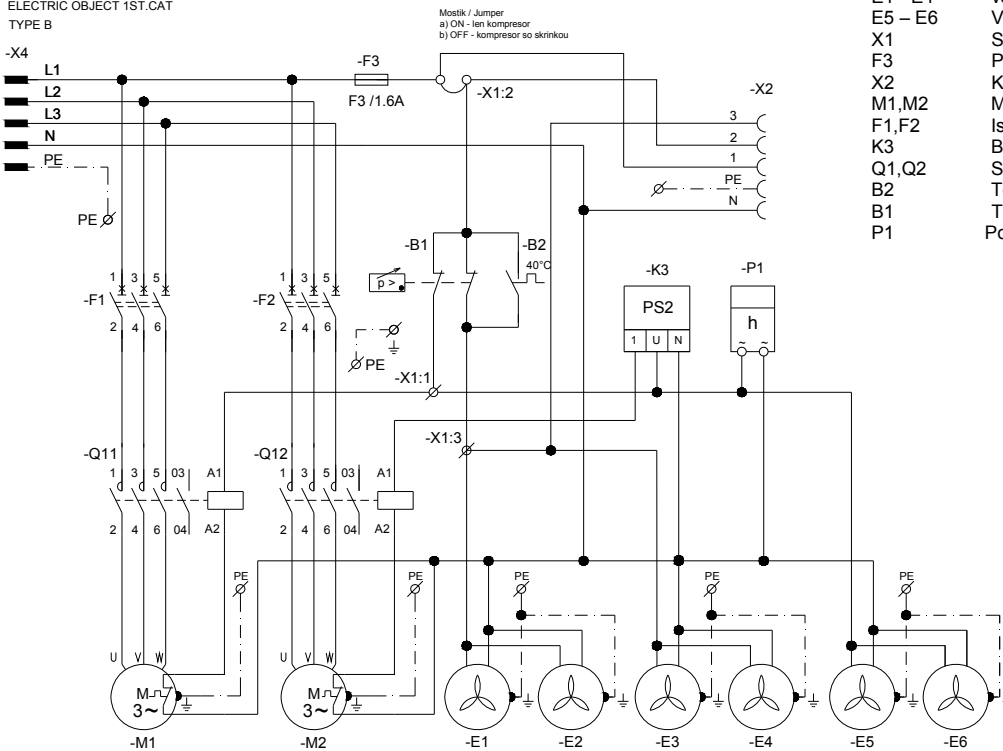 ELECTRIC OBJECT 1ST.CAT
TYPE B
Mostik / Jumper
a) ON - len kompresor
b) OFF - kompresor so skrinkou
-X4
L1
L2
L3
N
PE
PE
-F3
F3 /1.6A
-X1:2
-X2
3
2
1
PE
N
E5 – E6 V
X1 S
F3 P
X2 K
M1,M2 M
F1,F2 Is
K3 B
Q1,Q2 S
B2 T
B1 T
P1 Po
-B1
-B2
40°C
p >
-K3
PS2
1 U N
-P1
h
~ ~
-F1
1 3 5
2 4 6
-F2
1 3 5
2 4 6
PE
-X1:1
-X1:3
-Q11
1 3 5 03 A1
2 4 6 04 A2
-Q12
1 3 5 03 A1
2 4 6 04 A2
PE
PE
PE
PE
PE
U V W
U V W
M
3~
M
3~
-M1
-M2
-E1
-E2
-E3
-E4
-E5
-E6